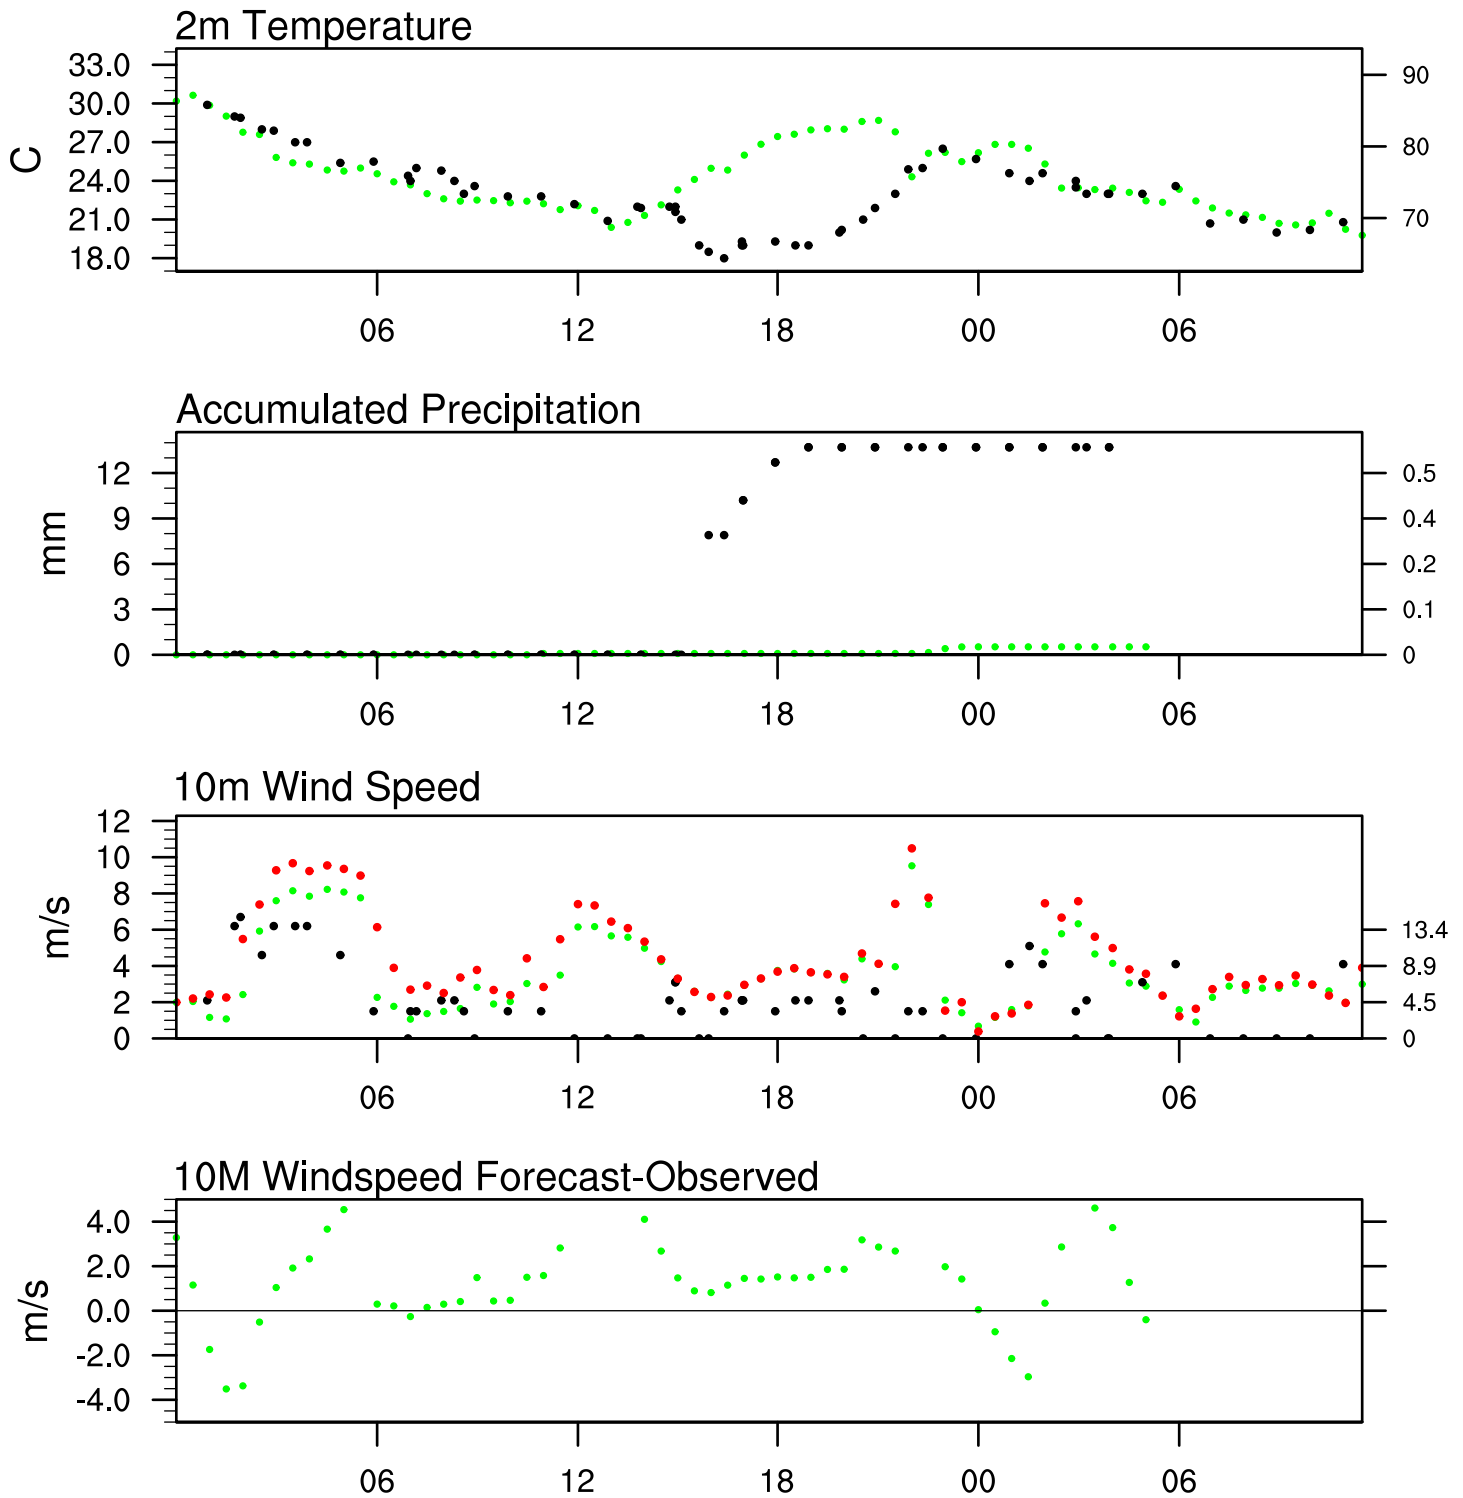 2m Temperature
33.0
30.0
27.0
24.0
21.0
18.0
C
90
80
70
06 12 18 00 06
Accumulated Precipitation
12
9
6
3
0
mm
0.5
0.4
0.2
0.1
0
06 12 18 00 06
10m Wind Speed
12
10
8
6
4
2
0
m/s
13.4
8.9
4.5
0
06 12 18 00 06
10M Windspeed Forecast-Observed
4.0
2.0
0.0
-2.0
-4.0
m/s
06 12 18 00 06